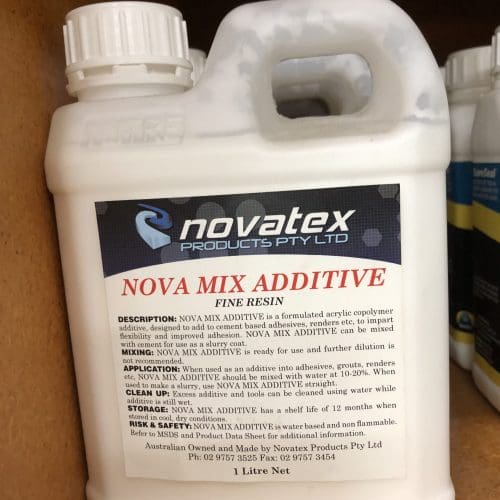 novatex
PRODUCTS PTY LTD
NOVA MIX ADDITIVE
FINE RESIN
DESCRIPTION: NOVA MIX ADDITIVE is a formulated acrylic copolymer
additive, designed to add to cement based adhesives, renders etc, to impart
flexibility and improved adhesion. NOVA MIX ADDITIVE can be mixed
with cement for use as a slurry coat.
MIXING: NOVA MIX ADDITIVE is ready for use and further dilution is
not recommended.
APPLICATION: When used as an additive into adhesives, grouts, renders
etc, NOVA MIX ADDITIVE should be mixed with water at 10-20%. When
used to make a slurry, use NOVA MIX ADDITIVE straight.
CLEAN UP: Excess additive and tools can be cleaned using water while
additive is still wet.
STORAGE: NOVA MIX ADDITIVE has a shelf life of 12 months when
stored in cool, dry conditions.
RISK & SAFETY: NOVA MIX ADDITIVE is water based and non flammable.
Refer to MSDS and Product Data Sheet for additional information.
Australian Owned and Made by Novatex Products Pty Ltd
Ph: 02 9757 3525 Fax: 02 9757 3454
1 Litre Net